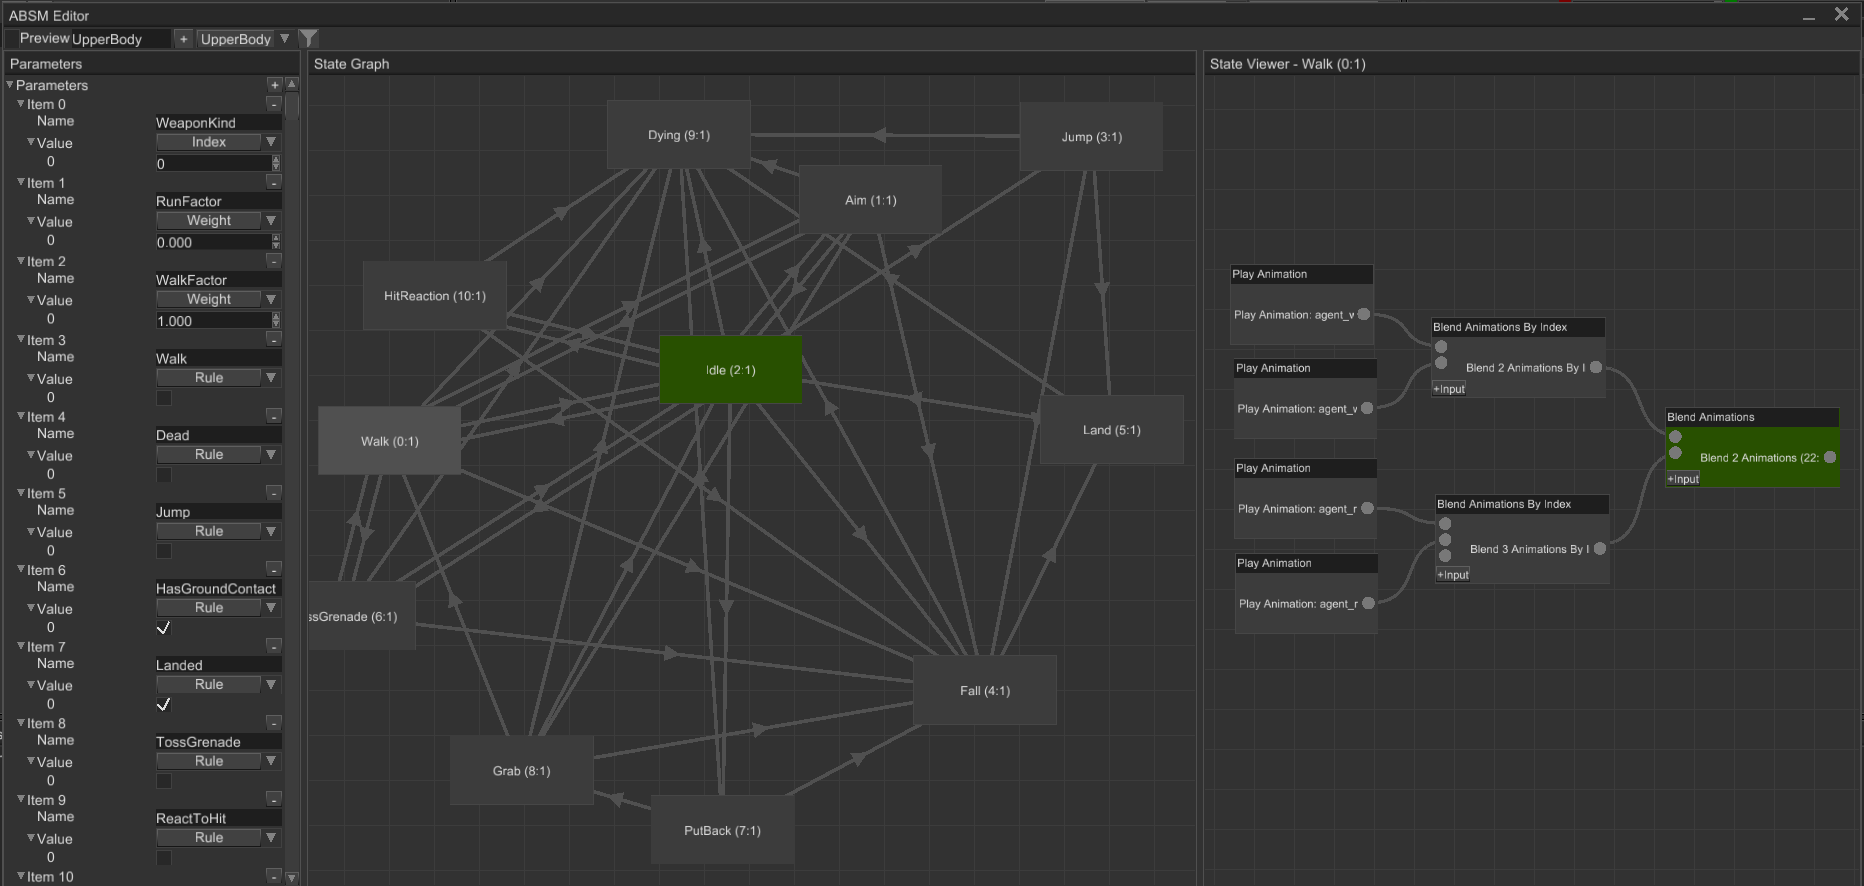 ABSM Editor
Preview UpperBody + UpperBody
Parameters
Parameters +
Item 0 -
Name WeaponKind
Value Index
0 0
Item 1 -
Name RunFactor
Value Weight
0 0.000
Item 2 -
Name WalkFactor
Value Weight
0 1.000
Item 3 -
Name Walk
Value Rule
0
Item 4 -
Name Dead
Value Rule
0
Item 5 -
Name Jump
Value Rule
0
Item 6 -
Name HasGroundContact
Value Rule
0
Item 7 -
Name Landed
Value Rule
0
Item 8 -
Name TossGrenade
Value Rule
0
Item 9 -
Name ReactToHit
Value Rule
0
Item 10 -
State Graph
Dying (9:1)
Jump (3:1)
Aim (1:1)
HitReaction (10:1)
Idle (2:1)
Walk (0:1)
Land (5:1)
ssGrenade (6:1)
Fall (4:1)
Grab (8:1)
PutBack (7:1)
State Viewer - Walk (0:1)
Play Animation
Play Animation: agent_w
Play Animation
Play Animation: agent_w
Play Animation
Play Animation: agent_r
Play Animation
Play Animation: agent_r
Blend Animations By Index
Blend 2 Animations By I
+Input
Blend Animations By Index
Blend 3 Animations By I
+Input
Blend Animations
Blend 2 Animations (22:
+Input